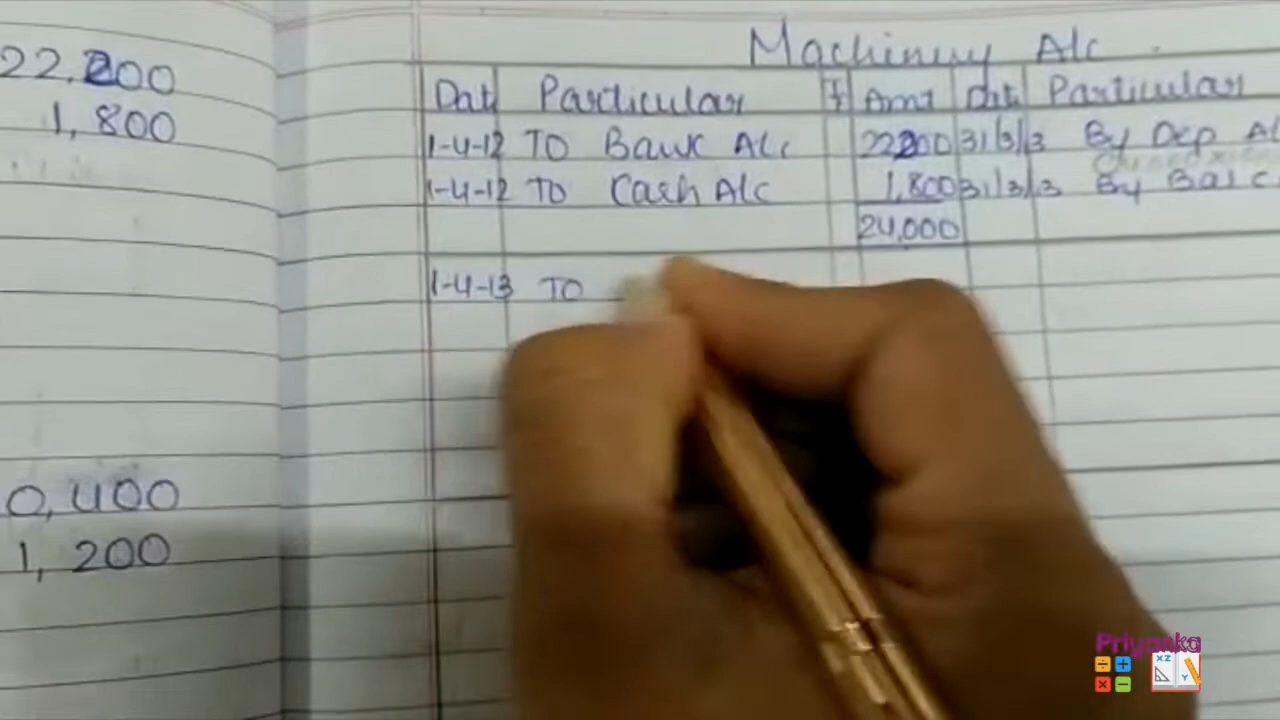 22,200
1,800
0,400
1,200
Machinery A/c
Date Particular F Amt Date Particular
1-4-12 TO Bank A/c 22200 31/3/13 By Dep A/
1-4-12 TO Cash A/c 1,800 31/3/13 By Bal c
24,000
1-4-13 TO
Priyanka